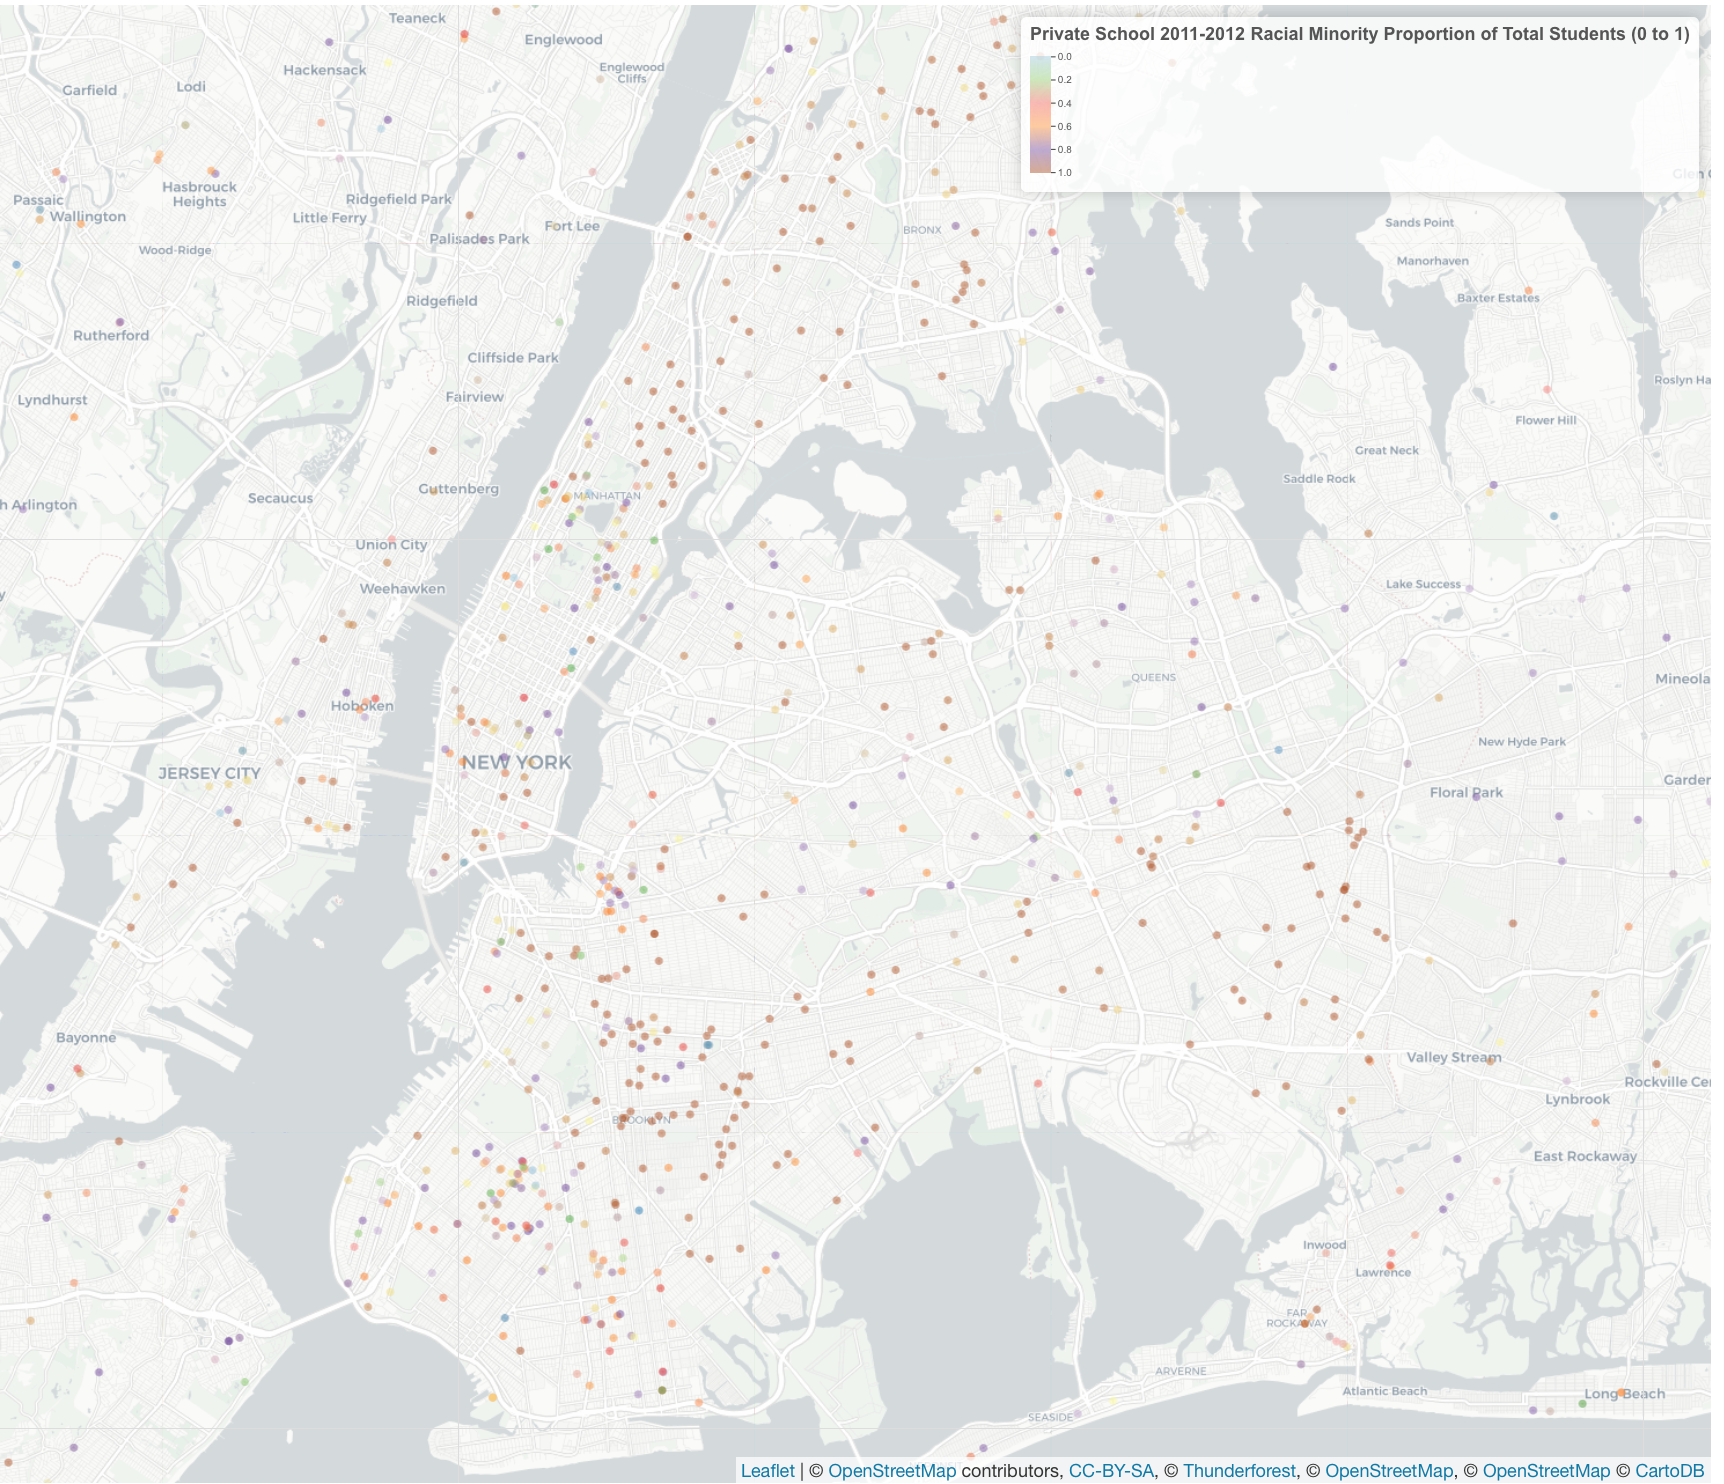 Private School 2011-2012 Racial Minority Proportion of Total Students (0 to 1)
0.0
0.2
0.4
0.6
0.8
1.0
Teaneck
Englewood
Englewood
Cliffs
Hackensack
Lodi
Garfield
Glen C
Hasbrouck
Heights
Passaic
Wallington
Ridgefield Park
Little Ferry
Fort Lee
Palisades Park
Wood-Ridge
BRONX
Sands Point
Manorhaven
Baxter Estates
Ridgefield
Rutherford
Cliffside Park
Fairview
Lyndhurst
Roslyn Ha
Flower Hill
Great Neck
Saddle Rock
Guttenberg
Secaucus
MANHATTAN
h Arlington
Union City
Weehawken
y
Lake Success
QUEENS
Mineola
Hoboken
New Hyde Park
NEW YORK
JERSEY CITY
Floral Park
Garden
Bayonne
Valley Stream
Rockville Cen
Lynbrook
BROOKLYN
East Rockaway
Inwood
Lawrence
FAR
ROCKAWAY
ARVERNE
Atlantic Beach
Long Beach
SEASIDE
Leaflet | © OpenStreetMap contributors, CC-BY-SA, © Thunderforest, © OpenStreetMap, © OpenStreetMap © CartoDB